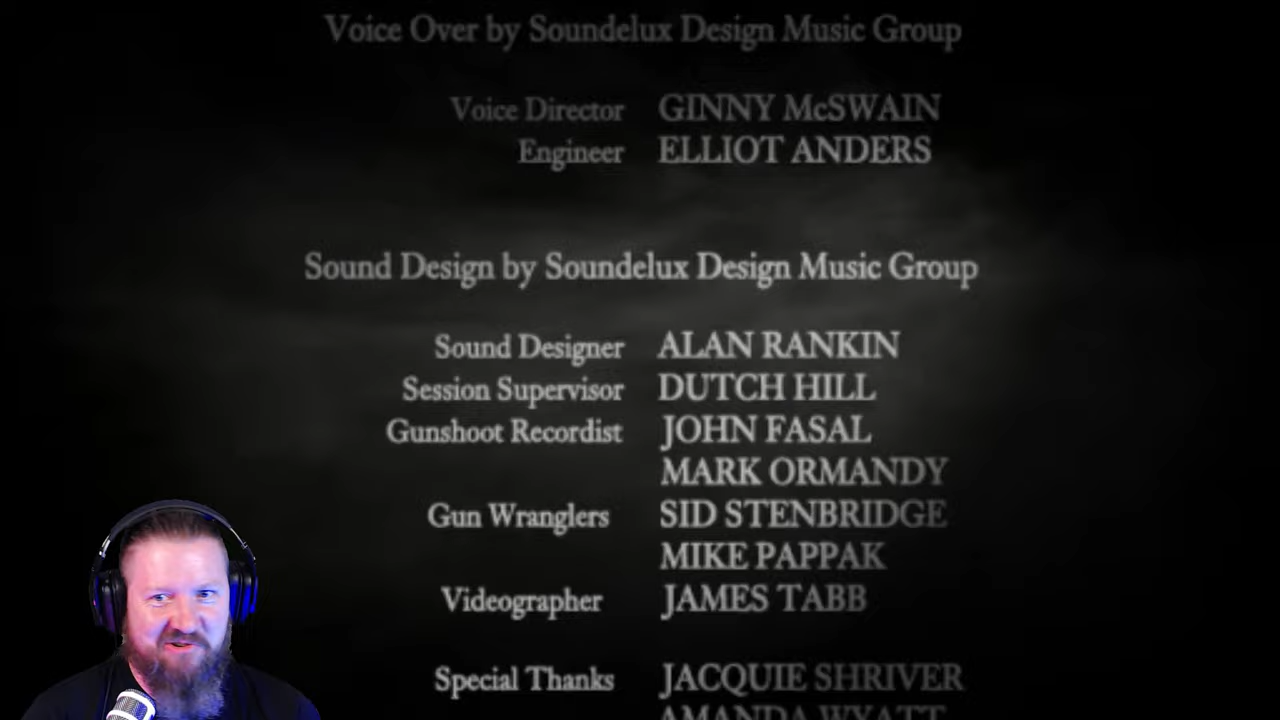 Voice Over by Soundelux Design Music Group
Voice Director GINNY McSWAIN
Engineer ELLIOT ANDERS
Sound Design by Soundelux Design Music Group
Sound Designer ALAN RANKIN
Session Supervisor DUTCH HILL
Gunshoot Recordist JOHN FASAL
MARK ORMANDY
Gun Wranglers SID STENBRIDGE
MIKE PAPPAK
Videographer JAMES TABB
Special Thanks JACQUIE SHRIVER
AMANDA WYATT